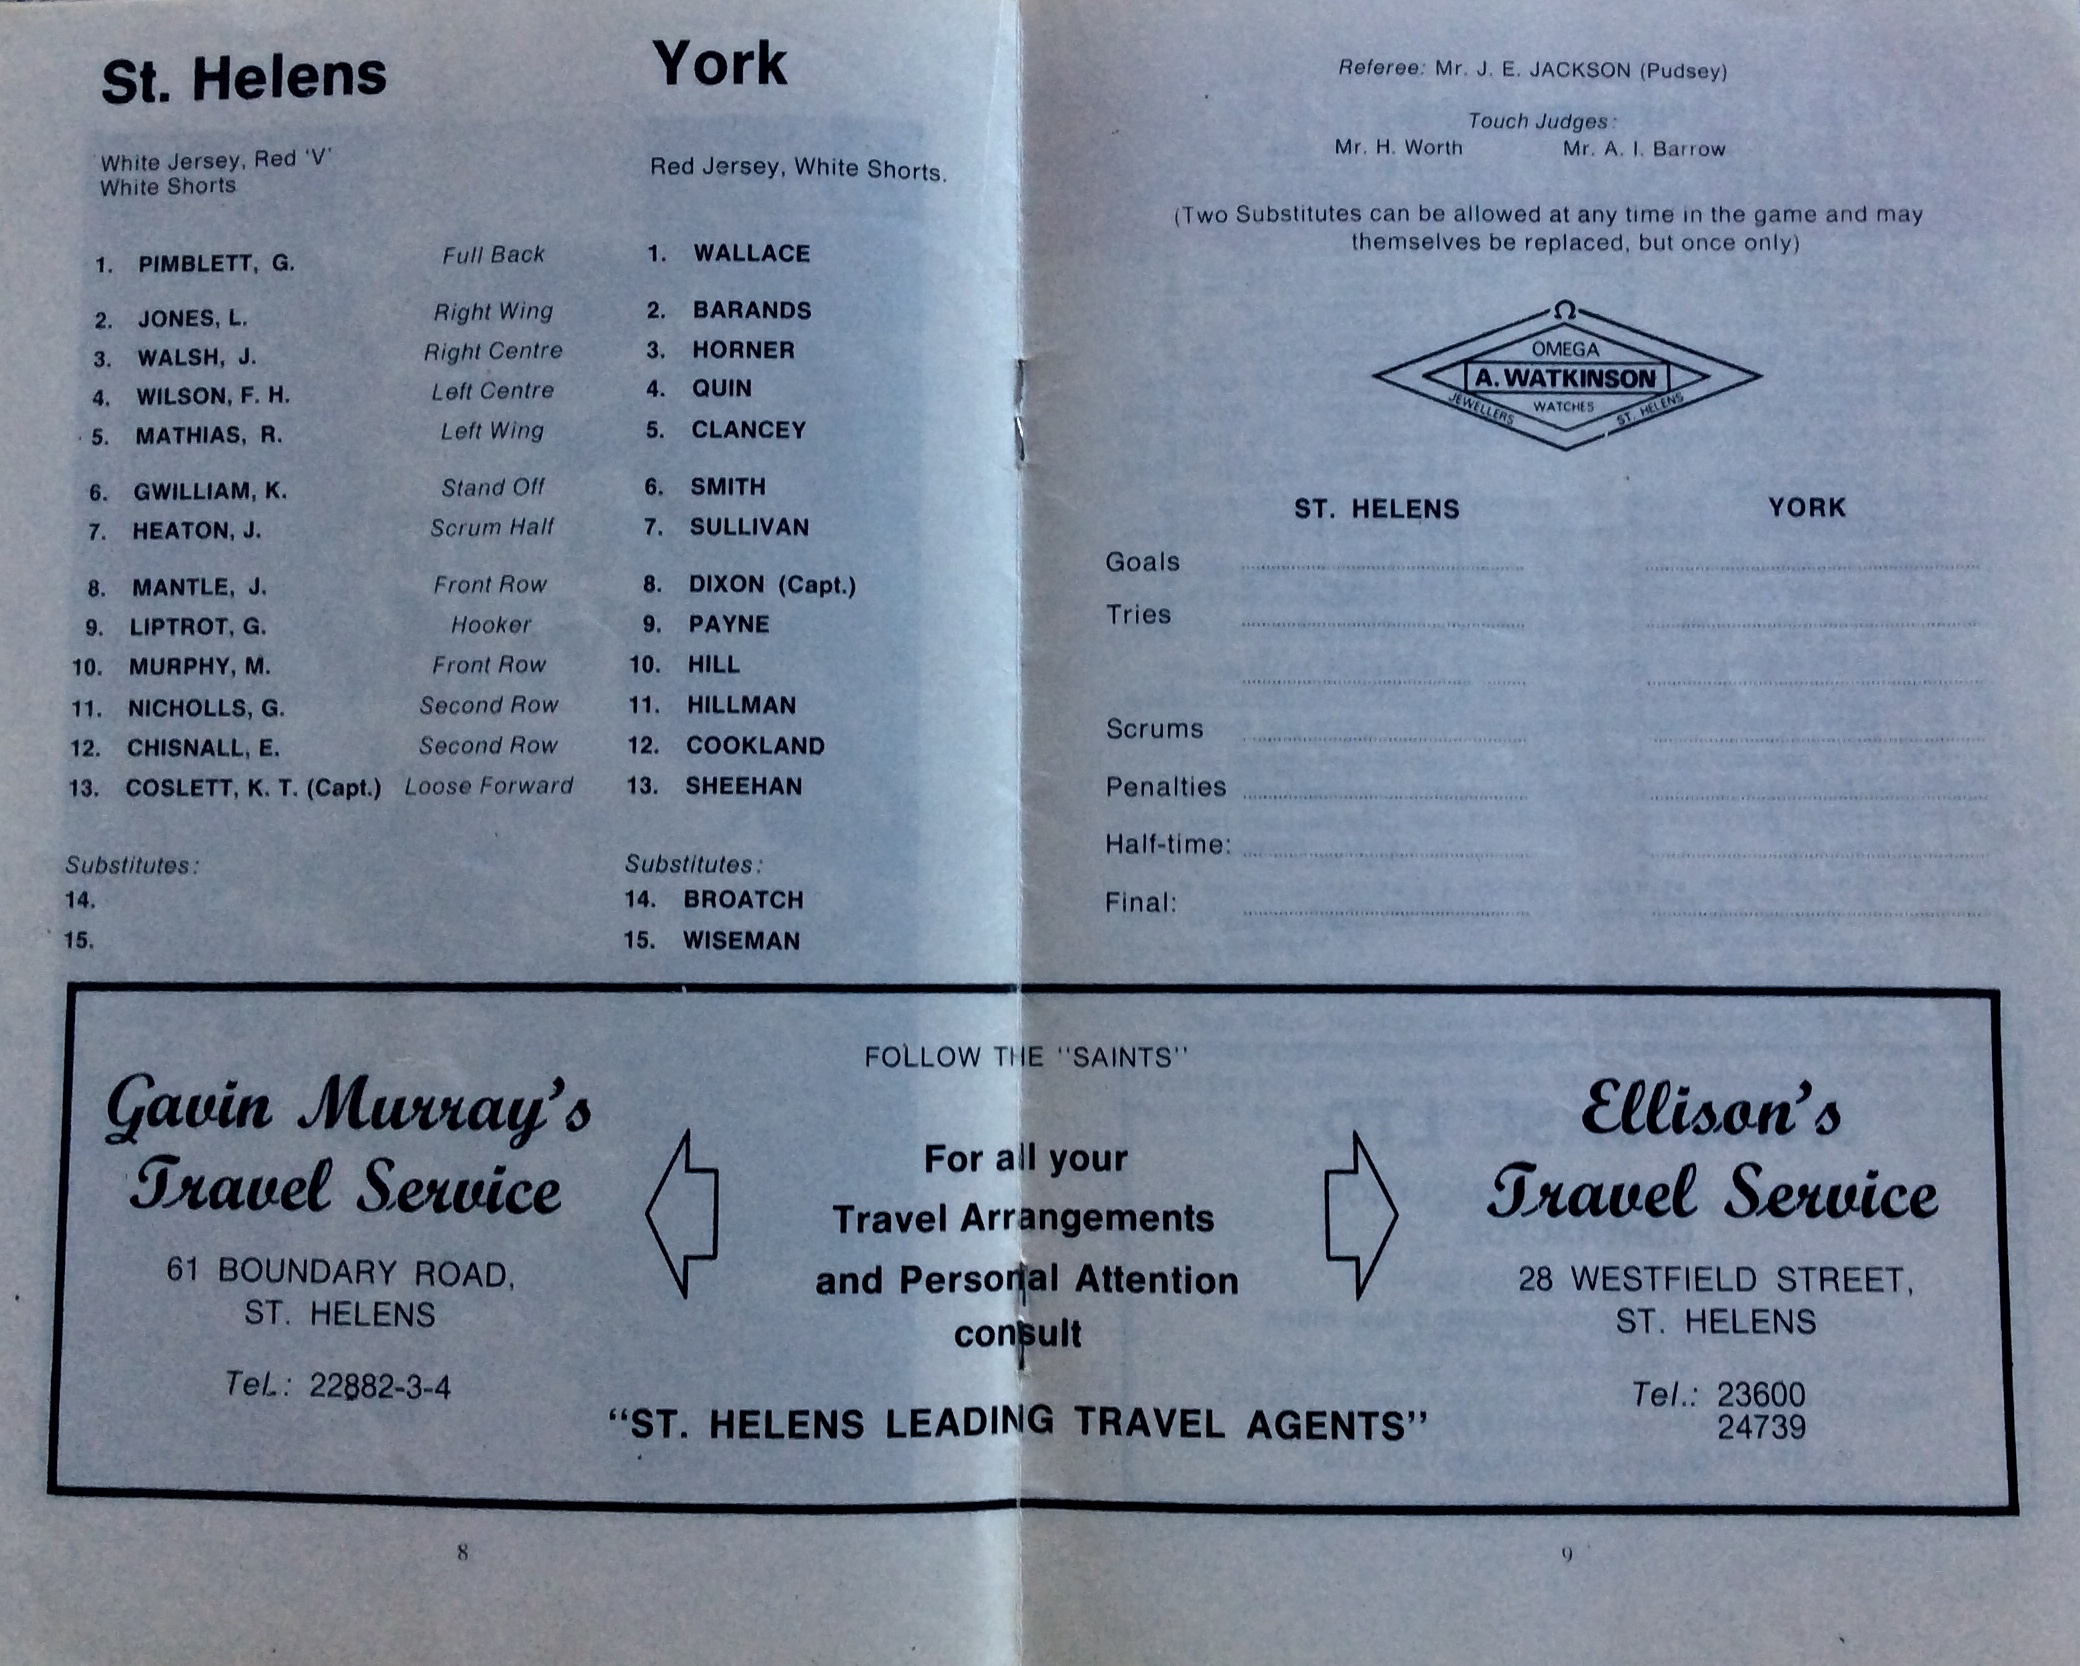 St. Helens
White Jersey, Red 'V'
White Shorts
York
Red Jersey, White Shorts.
1. PIMBLETT, G. Full Back 1. WALLACE
2. JONES, L. Right Wing 2. BARANDS
3. WALSH, J. Right Centre 3. HORNER
4. WILSON, F. H. Left Centre 4. QUIN
5. MATHIAS, R. Left Wing 5. CLANCEY
6. GWILLIAM, K. Stand Off 6. SMITH
7. HEATON, J. Scrum Half 7. SULLIVAN
8. MANTLE, J. Front Row 8. DIXON (Capt.)
9. LIPTROT, G. Hooker 9. PAYNE
10. MURPHY, M. Front Row 10. HILL
11. NICHOLLS, G. Second Row 11. HILLMAN
12. CHISNALL, E. Second Row 12. COOKLAND
13. COSLETT, K. T. (Capt.) Loose Forward 13. SHEEHAN
Substitutes: Substitutes:
14. 14. BROATCH
15. 15. WISEMAN
Referee: Mr. J. E. JACKSON (Pudsey)
Touch Judges:
Mr. H. Worth Mr. A. I. Barrow
(Two Substitutes can be allowed at any time in the game and may
themselves be replaced, but once only)
Ω
OMEGA
A. WATKINSON
JEWELLERS WATCHES ST. HELENS
ST. HELENS YORK
Goals
Tries
Scrums
Penalties
Half-time:
Final:
Gavin Murray's
Travel Service
61 BOUNDARY ROAD,
ST. HELENS
Tel.: 22882-3-4
FOLLOW THE "SAINTS"
For all your
Travel Arrangements
and Personal Attention
consult
"ST. HELENS LEADING TRAVEL AGENTS"
Ellison's
Travel Service
28 WESTFIELD STREET,
ST. HELENS
Tel.: 23600
24739
8
9